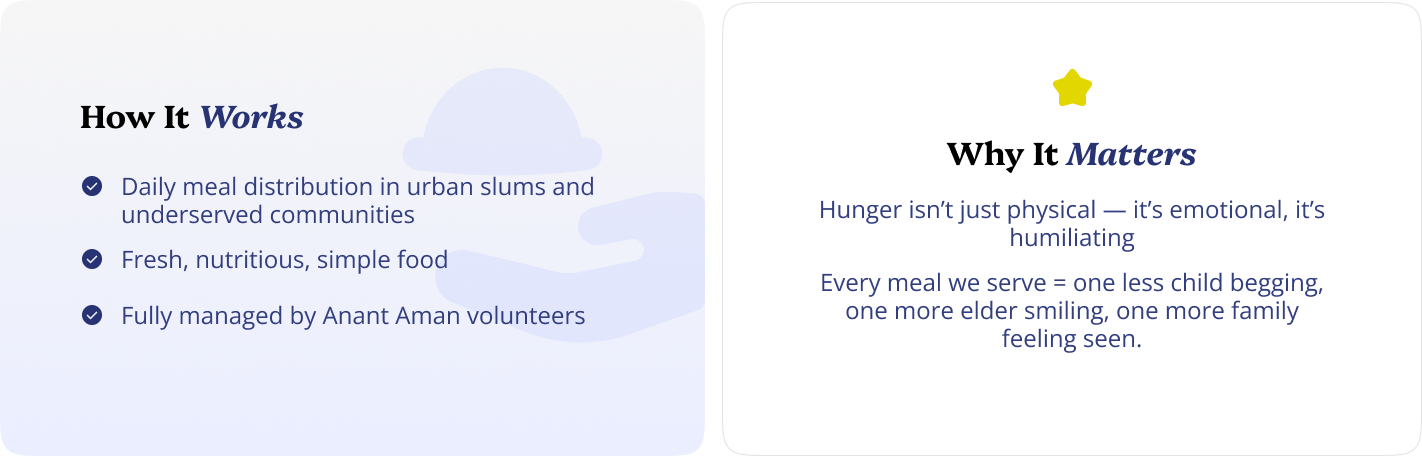 How It Works
Daily meal distribution in urban slums and
underserved communities
Fresh, nutritious, simple food
Fully managed by Anant Aman volunteers
Why It Matters
Hunger isn’t just physical — it’s emotional, it’s
humiliating
Every meal we serve = one less child begging,
one more elder smiling, one more family
feeling seen.